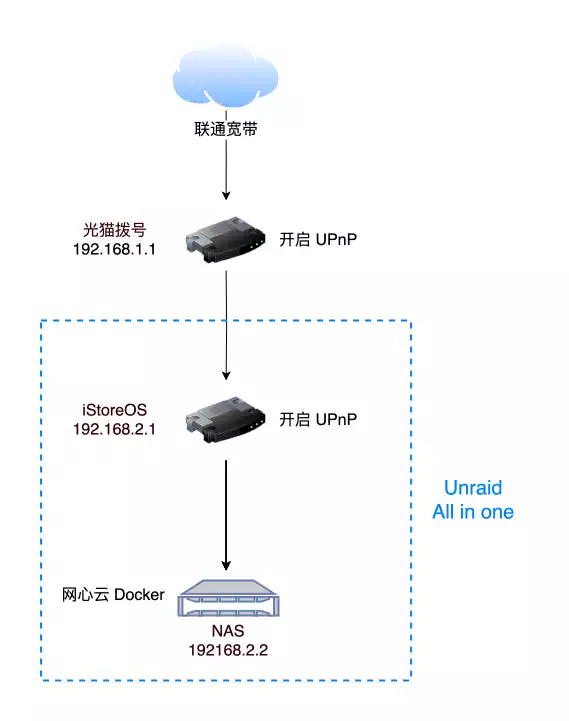 联通宽带
光猫拨号
192.168.1.1
开启 UPnP
iStoreOS
192.168.2.1
开启 UPnP
Unraid
All in one
网心云 Docker
NAS
192168.2.2